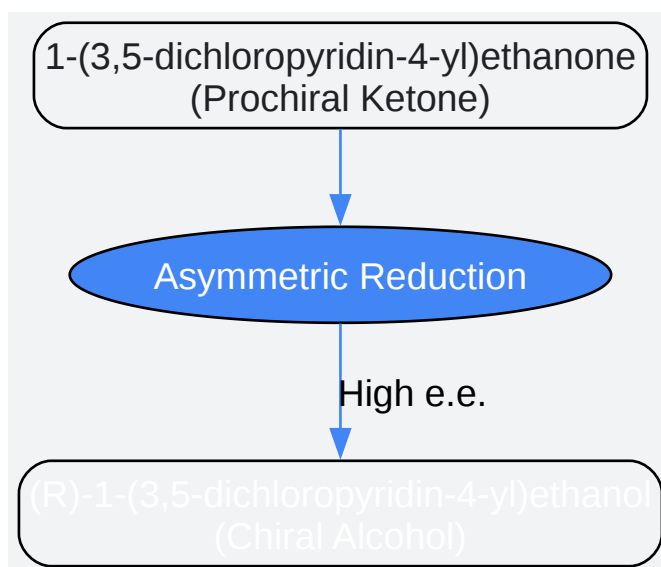 1-(3,5-dichloropyridin-4-yl)ethanone
(Prochiral Ketone)
Asymmetric Reduction
High e.e.
(R)-1-(3,5-dichloropyridin-4-yl)ethanol
(Chiral Alcohol)